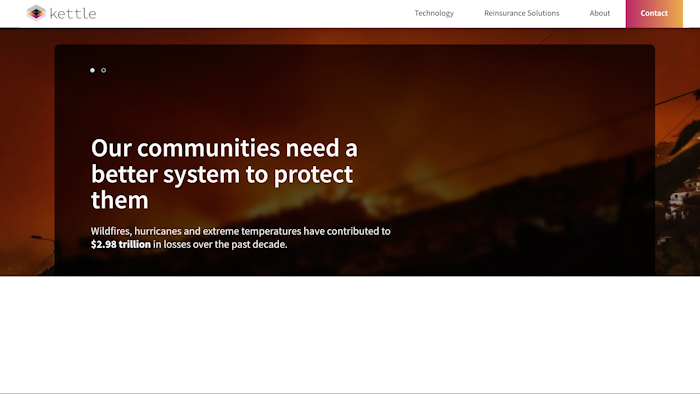 kettle
Technology
Reinsurance Solutions
About
Contact
Our communities need a
better system to protect
them
Wildfires, hurricanes and extreme temperatures have contributed to
$2.98 trillion in losses over the past decade.